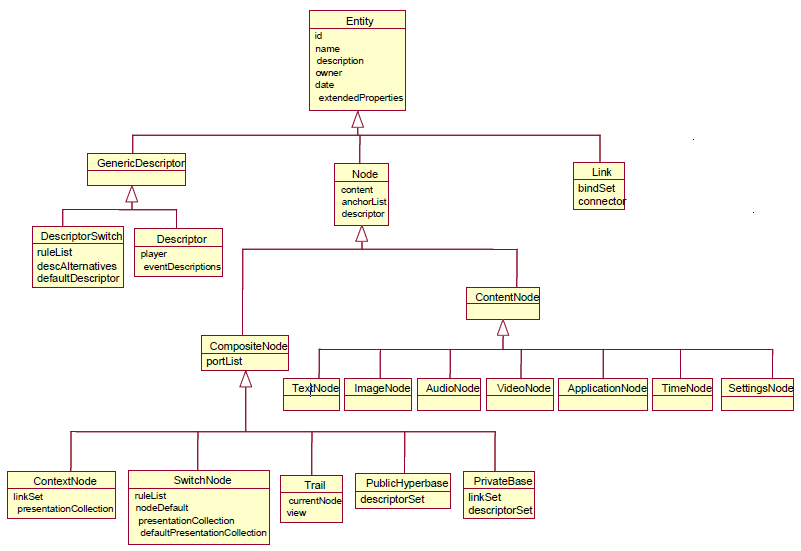 Entity
id
name
description
owner
date
extendedProperties
GenericDescriptor
Node
content
anchorList
descriptor
Link
bindSet
connector
DescriptorSwitch
ruleList
descAlternatives
defaultDescriptor
Descriptor
player
eventDescriptions
ContentNode
CompositeNode
portList
TextNode
ImageNode
AudioNode
VideoNode
ApplicationNode
TimeNode
SettingsNode
ContextNode
linkSet
presentationCollection
SwitchNode
ruleList
nodeDefault
presentationCollection
defaultPresentationCollection
Trail
currentNode
view
PublicHyperbase
descriptorSet
PrivateBase
linkSet
descriptorSet